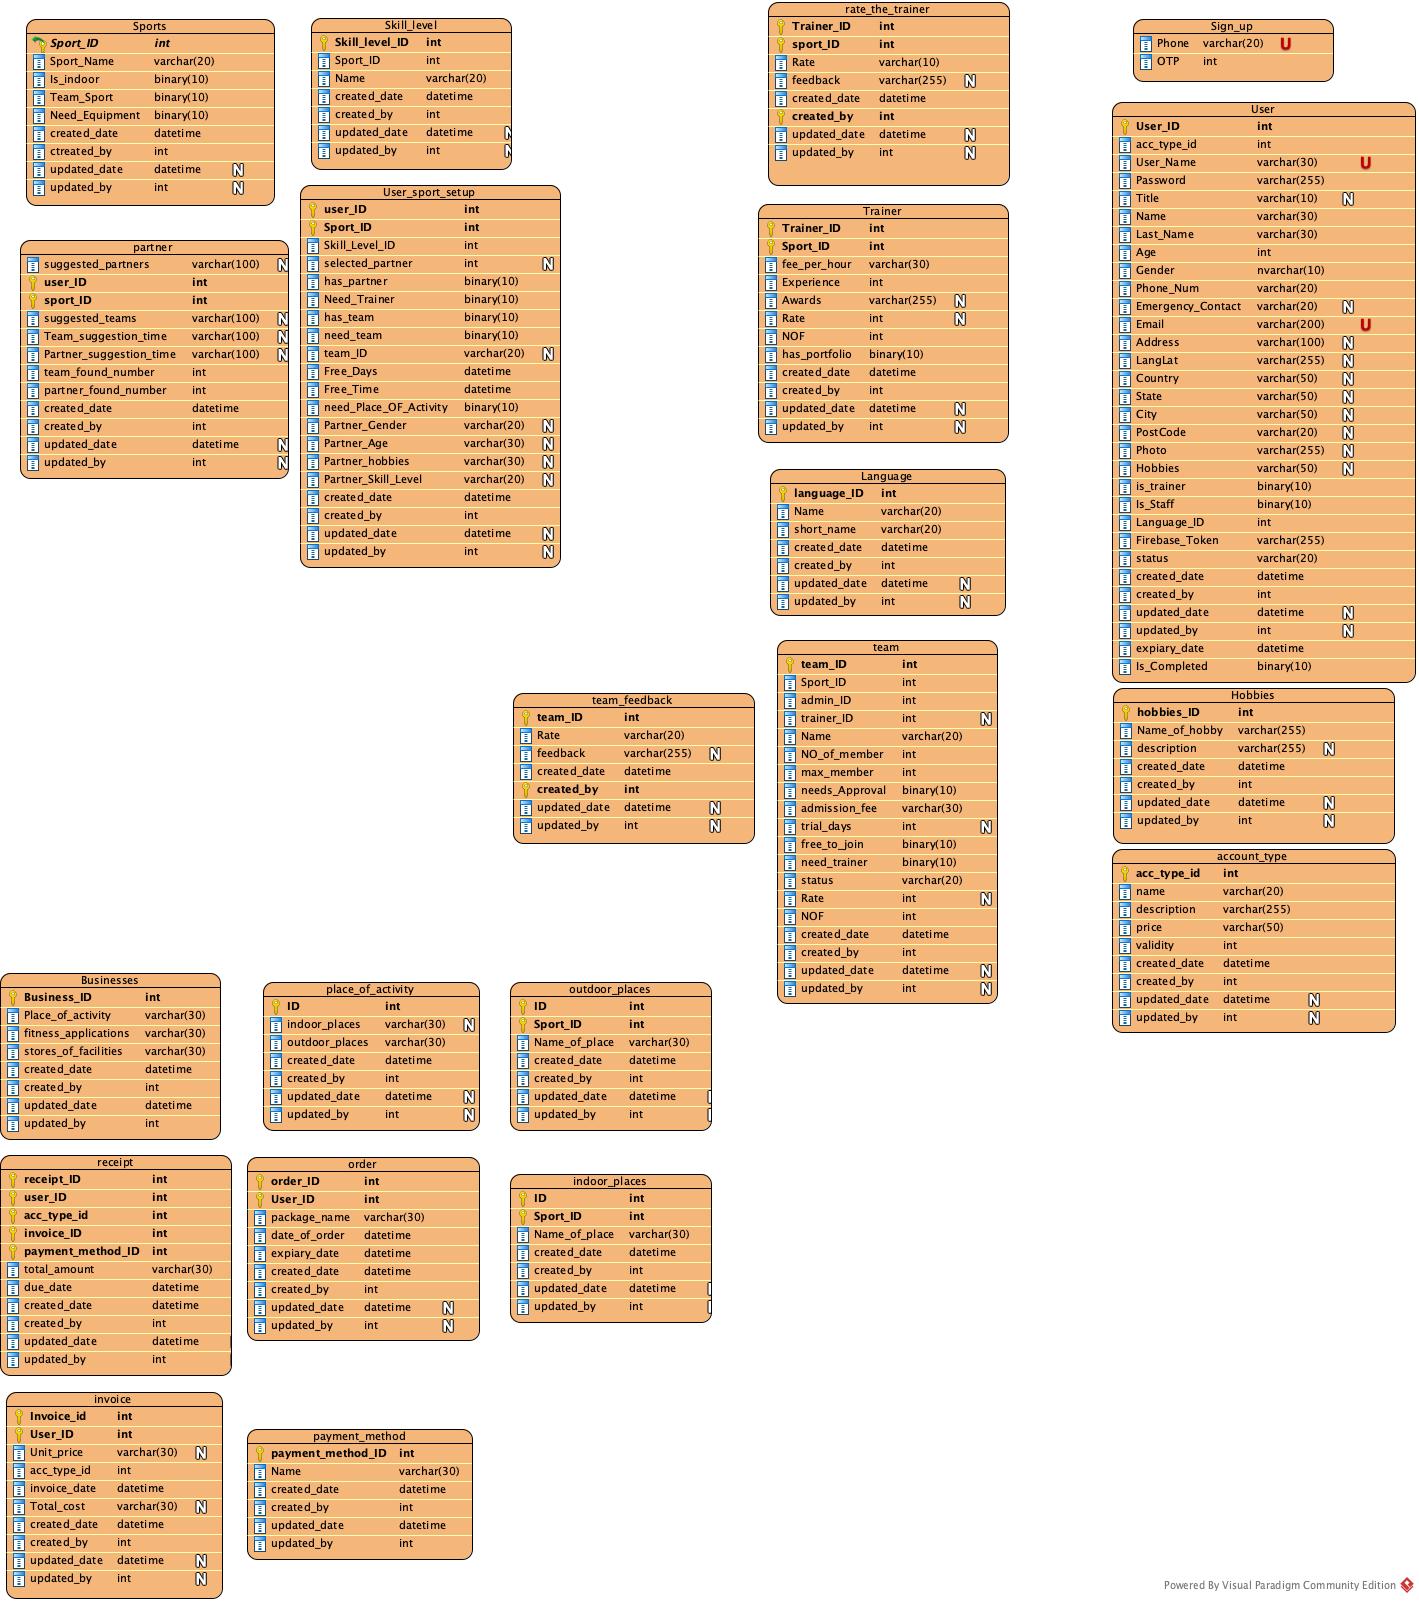 Sports
Sport_ID int
Sport_Name varchar(20)
Is_indoor binary(10)
Team_Sport binary(10)
Need_Equipment binary(10)
created_date datetime
ctreated_by int
updated_date datetime N
updated_by int N
Skill_level
Skill_level_ID int
Sport_ID int
Name varchar(20)
created_date datetime
created_by int
updated_date datetime N
updated_by int N
rate_the_trainer
Trainer_ID int
sport_ID int
Rate varchar(10)
feedback varchar(255) N
created_date datetime
created_by int
updated_date datetime N
updated_by int N
Sign_up
Phone varchar(20) U
OTP int
User
User_ID int
acc_type_id int
User_Name varchar(30) U
Password varchar(255)
Title varchar(10) N
Name varchar(30)
Last_Name varchar(30)
Age int
Gender nvarchar(10)
Phone_Num varchar(20)
Emergency_Contact varchar(20) N
Email varchar(200) U
Address varchar(100) N
LangLat varchar(255) N
Country varchar(50) N
State varchar(50) N
City varchar(50) N
PostCode varchar(20) N
Photo varchar(255) N
Hobbies varchar(50) N
is_trainer binary(10)
Is_Staff binary(10)
Language_ID int
Firebase_Token varchar(255)
status varchar(20)
created_date datetime
created_by int
updated_date datetime N
updated_by int N
expiary_date datetime
Is_Completed binary(10)
partner
suggested_partners varchar(100) N
user_ID int
sport_ID int
suggested_teams varchar(100) N
Team_suggestion_time varchar(100) N
Partner_suggestion_time varchar(100) N
team_found_number int
partner_found_number int
created_date datetime
created_by int
updated_date datetime N
updated_by int N
User_sport_setup
user_ID int
Sport_ID int
Skill_Level_ID int
selected_partner int N
has_partner binary(10)
Need_Trainer binary(10)
has_team binary(10)
need_team binary(10)
team_ID varchar(20) N
Free_Days datetime
Free_Time datetime
need_Place_OF_Activity binary(10)
Partner_Gender varchar(20) N
Partner_Age varchar(30) N
Partner_hobbies varchar(30) N
Partner_Skill_Level varchar(20) N
created_date datetime
created_by int
updated_date datetime N
updated_by int N
Trainer
Trainer_ID int
Sport_ID int
fee_per_hour varchar(30)
Experience int
Awards varchar(255) N
Rate int N
NOF int
has_portfolio binary(10)
created_date datetime
created_by int
updated_date datetime N
updated_by int N
Language
language_ID int
Name varchar(20)
short_name varchar(20)
created_date datetime
created_by int
updated_date datetime N
updated_by int N
team_feedback
team_ID int
Rate varchar(20)
feedback varchar(255) N
created_date datetime
created_by int
updated_date datetime N
updated_by int N
team
team_ID int
Sport_ID int
admin_ID int
trainer_ID int N
Name varchar(20)
NO_of_member int
max_member int
needs_Approval binary(10)
admission_fee varchar(30)
trial_days int N
free_to_join binary(10)
need_trainer binary(10)
status varchar(20)
Rate int N
NOF int
created_date datetime
created_by int
updated_date datetime N
updated_by int N
Hobbies
hobbies_ID int
Name_of_hobby varchar(255)
description varchar(255) N
created_date datetime
created_by int
updated_date datetime N
updated_by int N
account_type
acc_type_id int
name varchar(20)
description varchar(255)
price varchar(50)
validity int
created_date datetime
created_by int
updated_date datetime N
updated_by int N
Businesses
Business_ID int
Place_of_activity varchar(30)
fitness_applications varchar(30)
stores_of_facilities varchar(30)
created_date datetime
created_by int
updated_date datetime
updated_by int
place_of_activity
ID int
indoor_places varchar(30) N
outdoor_places varchar(30)
created_date datetime
created_by int
updated_date datetime N
updated_by int N
outdoor_places
ID int
Sport_ID int
Name_of_place varchar(30)
created_date datetime
created_by int
updated_date datetime
updated_by int
receipt
receipt_ID int
user_ID int
acc_type_id int
invoice_ID int
payment_method_ID int
total_amount varchar(30)
due_date datetime
created_date datetime
created_by int
updated_date datetime
updated_by int
order
order_ID int
User_ID int
package_name varchar(30)
date_of_order datetime
expiary_date datetime
created_date datetime
created_by int
updated_date datetime N
updated_by int N
indoor_places
ID int
Sport_ID int
Name_of_place varchar(30)
created_date datetime
created_by int
updated_date datetime
updated_by int
invoice
Invoice_id int
User_ID int
Unit_price varchar(30) N
acc_type_id int
invoice_date datetime
Total_cost varchar(30) N
created_date datetime
created_by int
updated_date datetime N
updated_by int N
payment_method
payment_method_ID int
Name varchar(30)
created_date datetime
created_by int
updated_date datetime
updated_by int
Powered By Visual Paradigm Community Edition